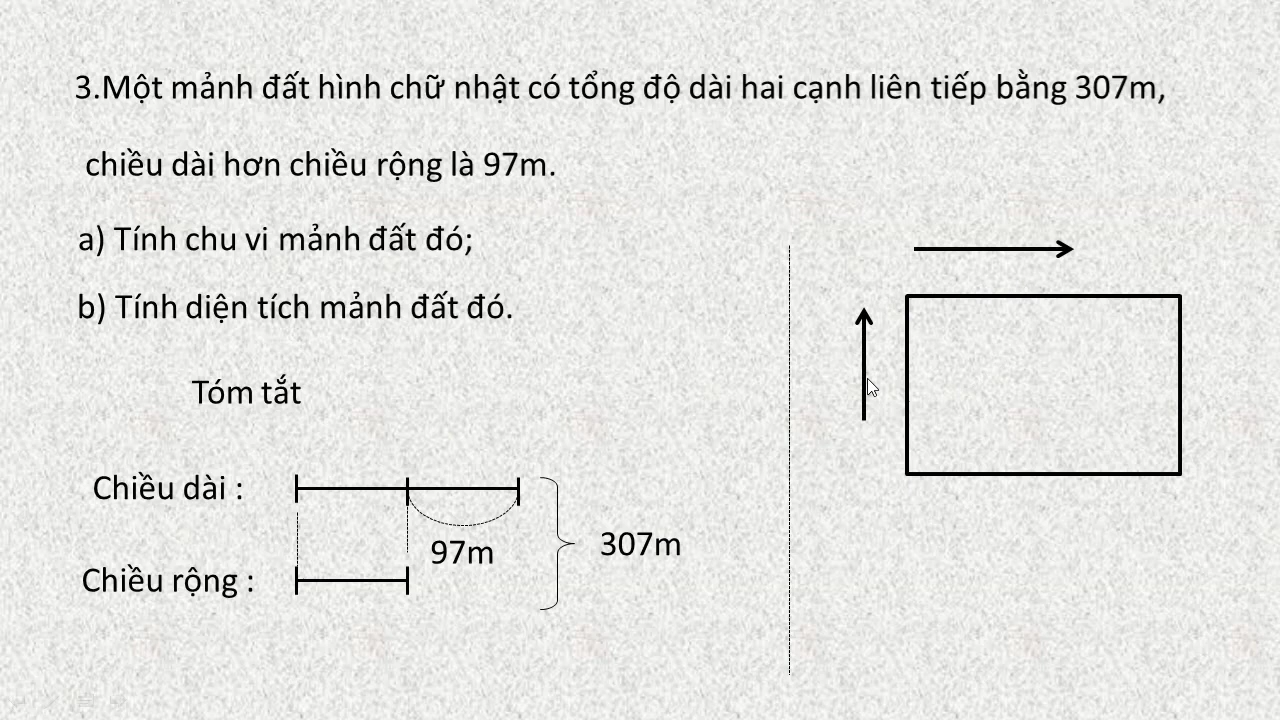 3.Một mảnh đất hình chữ nhật có tổng độ dài hai cạnh liên tiếp bằng 307m,
chiều dài hơn chiều rộng là 97m.
a) Tính chu vi mảnh đất đó;
b) Tính diện tích mảnh đất đó.
Tóm tắt
Chiều dài :
97m
307m
Chiều rộng :